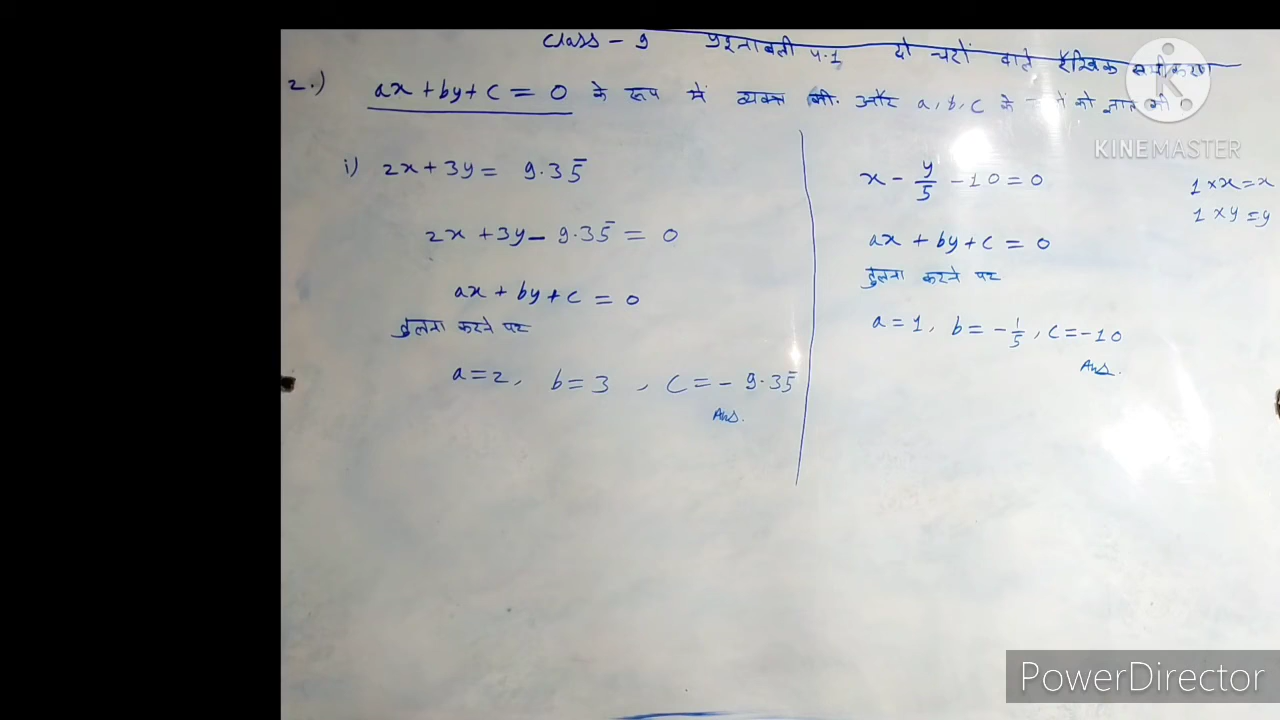 Class - 9 प्रश्नावली 4.1 दो चरों वाले रैखिक समीकरण
2.) ax + by + c = 0 के रूप में व्यक्त की. और a, b, c के को ज्ञात की
KINEMASTER
i) 2x + 3y = 9.35̅
2x + 3y - 9.35̅ = 0
ax + by + c = 0
तुलना करने पर
a = 2, b = 3, c = - 9.35̅
Ans.
x - y/5 - 10 = 0
ax + by + c = 0
तुलना करने पर
a = 1, b = - 1/5, c = - 10
Ans.
1 × x = x
1 × y = y
PowerDirector